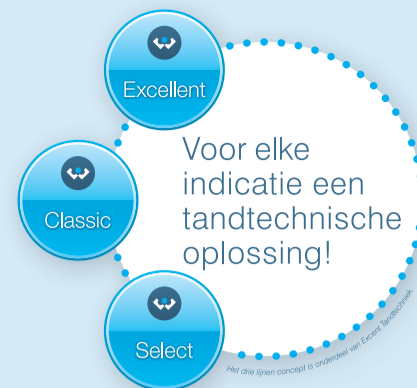 Excellent
Classic
Select
Voor elke
indicatie een
tandtechnische
oplossing!
Het drie lijnen concept is onderdeel van Excent Tandtechniek